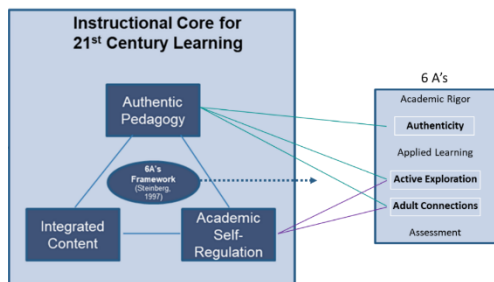 Instructional Core for
21st Century Learning
Authentic
Pedagogy
6A's
Framework
(Stenberg,
1997)
Integrated
Content
Academic
Self-
Regulation
6 A's
Academic Rigor
Authenticity
Applied Learning
Active Exploration
Adult Connections
Assessment